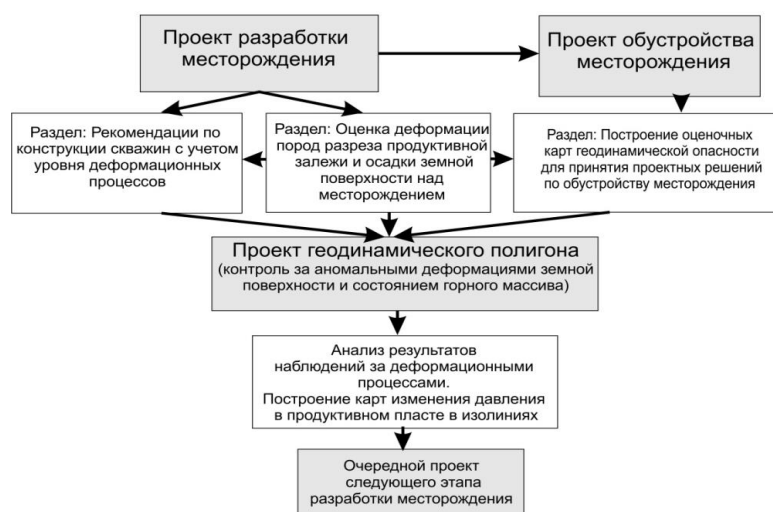 Проект разработки
месторождения
Проект обустройства
месторождения
Раздел: Рекомендации по
конструкции скважин с учетом
уровня деформационных
процессов
Раздел: Оценка деформации
пород разреза продуктивной
залежи и осадки земной
поверхности над
месторождением
Раздел: Построение оценочных
карт геодинамической опасности
для принятия проектных решений
по обустройству месторождения
Проект геодинамического полигона
(контроль за аномальными деформациями земной
поверхности и состоянием горного массива)
Анализ результатов
наблюдений за деформационными
процессами.
Построение карт изменения давления
в продуктивном пласте в изолиниях
Очередной проект
следующего этапа
разработки месторождения